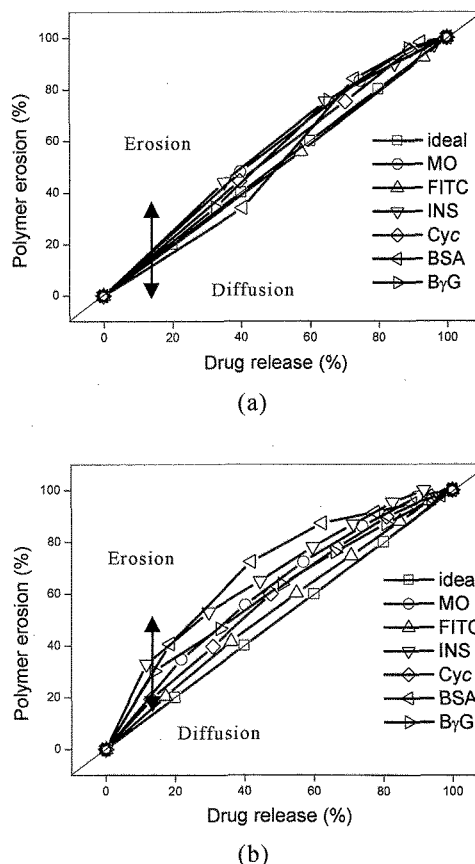 100
80
60
40
20
0
Polymer erosion (%)
Erosion
Diffusion
ideal
MO
FITC
INS
Cyc
BSA
BγG
0 20 40 60 80 100
Drug release (%)
(a)
100
80
60
40
20
0
Polymer erosion (%)
Erosion
Diffusion
ideal
MO
FITC
INS
Cyc
BSA
BγG
0 20 40 60 80 100
Drug release (%)
(b)